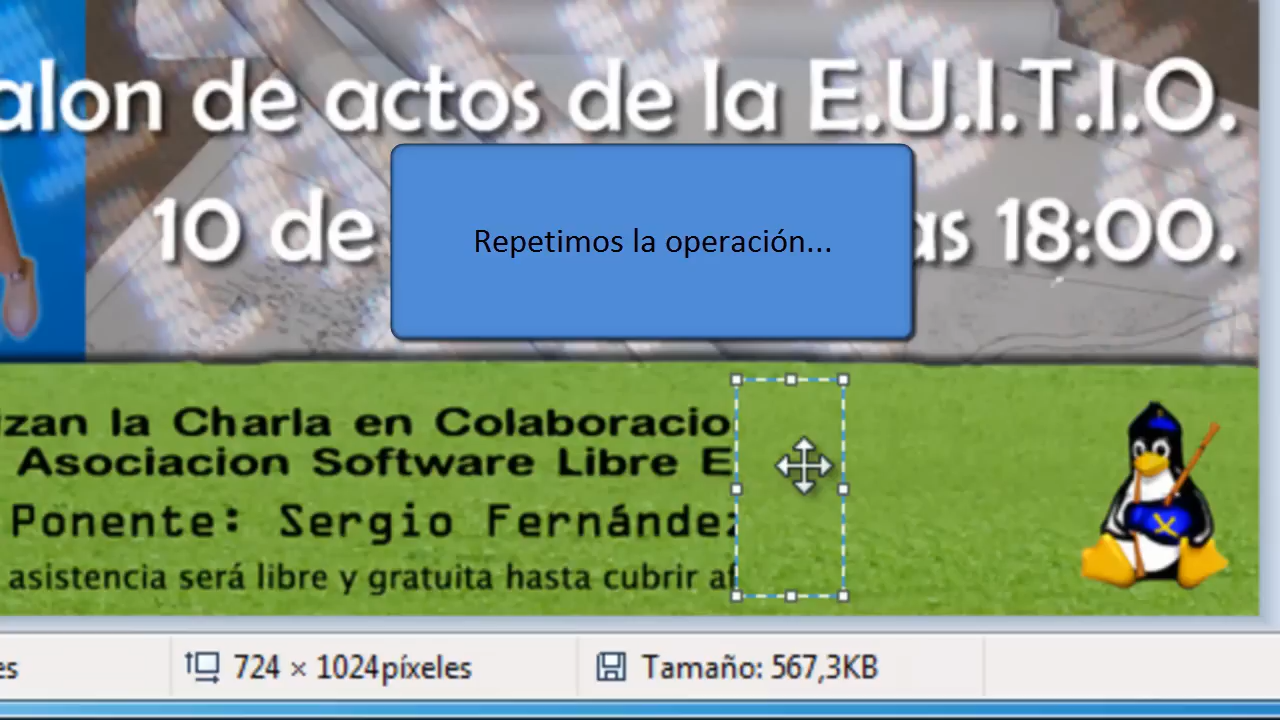 alon de actos de la E.U.I.T.I.O.
10 de
as 18:00.
Repetimos la operación...
izan la Charla en Colaboracio
Asociacion Software Libre E
Ponente: Sergio Fernández
asistencia será libre y gratuita hasta cubrir af
es
724 × 1024píxeles
Tamaño: 567,3KB